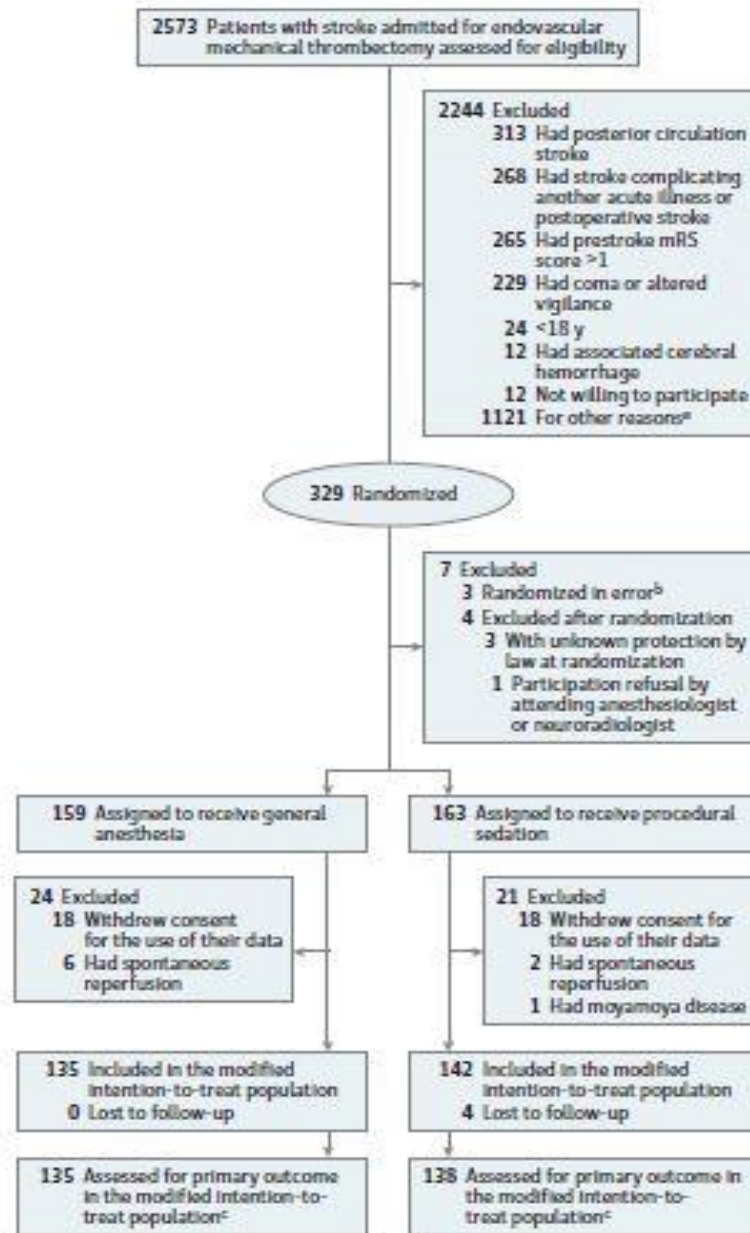 2573 Patients with stroke admitted for endovascular
mechanical thrombectomy assessed for eligibility
2244 Excluded
313 Had posterior circulation
stroke
268 Had stroke complicating
another acute illness or
postoperative stroke
265 Had prestroke mRS
score >1
229 Had coma or altered
vigilance
24 <18 y
12 Had associated cerebral
hemorrhage
12 Not willing to participate
1121 For other reasonsᵃ
329 Randomized
7 Excluded
3 Randomized in errorᵇ
4 Excluded after randomization
3 With unknown protection by
law at randomization
1 Participation refusal by
attending anesthesiologist
or neuroradiologist
159 Assigned to receive general
anesthesia
163 Assigned to receive procedural
sedation
24 Excluded
18 Withdrew consent
for the use of their data
6 Had spontaneous
reperfusion
21 Excluded
18 Withdrew consent for
the use of their data
2 Had spontaneous
reperfusion
1 Had moyamoya disease
135 Included in the modified
intention-to-treat population
0 Lost to follow-up
142 Included in the modified
intention-to-treat population
4 Lost to follow-up
135 Assessed for primary outcome
in the modified intention-to-
treat populationᶜ
138 Assessed for primary outcome in
the modified intention-to-
treat populationᶜ